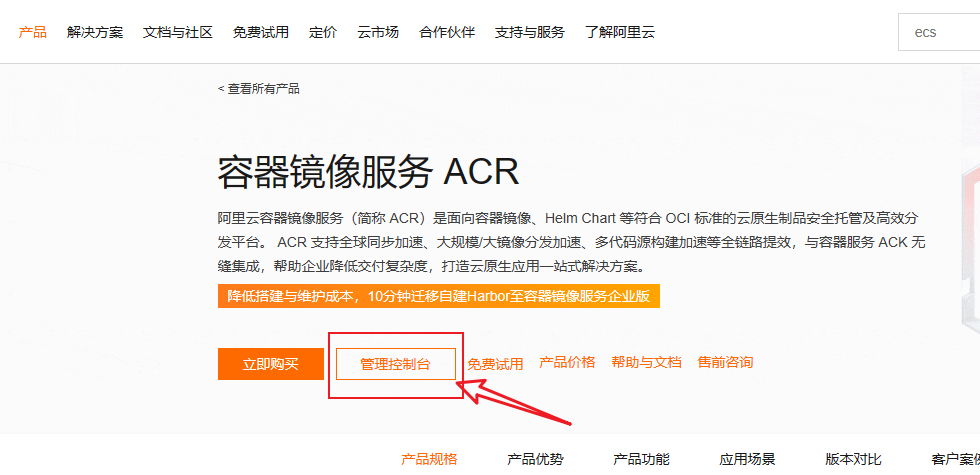 产品 解决方案 文档与社区 免费试用 定价 云市场 合作伙伴 支持与服务 了解阿里云 ecs
< 查看所有产品
容器镜像服务 ACR
阿里云容器镜像服务（简称 ACR）是面向容器镜像、Helm Chart 等符合 OCI 标准的云原生制品安全托管及高效分
发平台。 ACR 支持全球同步加速、大规模/大镜像分发加速、多代码源构建加速等全链路提效，与容器服务 ACK 无
缝集成，帮助企业降低交付复杂度，打造云原生应用一站式解决方案。
降低搭建与维护成本，10分钟迁移自建Harbor至容器镜像服务企业版
立即购买 管理控制台 免费试用 产品价格 帮助与文档 售前咨询
产品规格 产品优势 产品功能 应用场景 版本对比 客户案